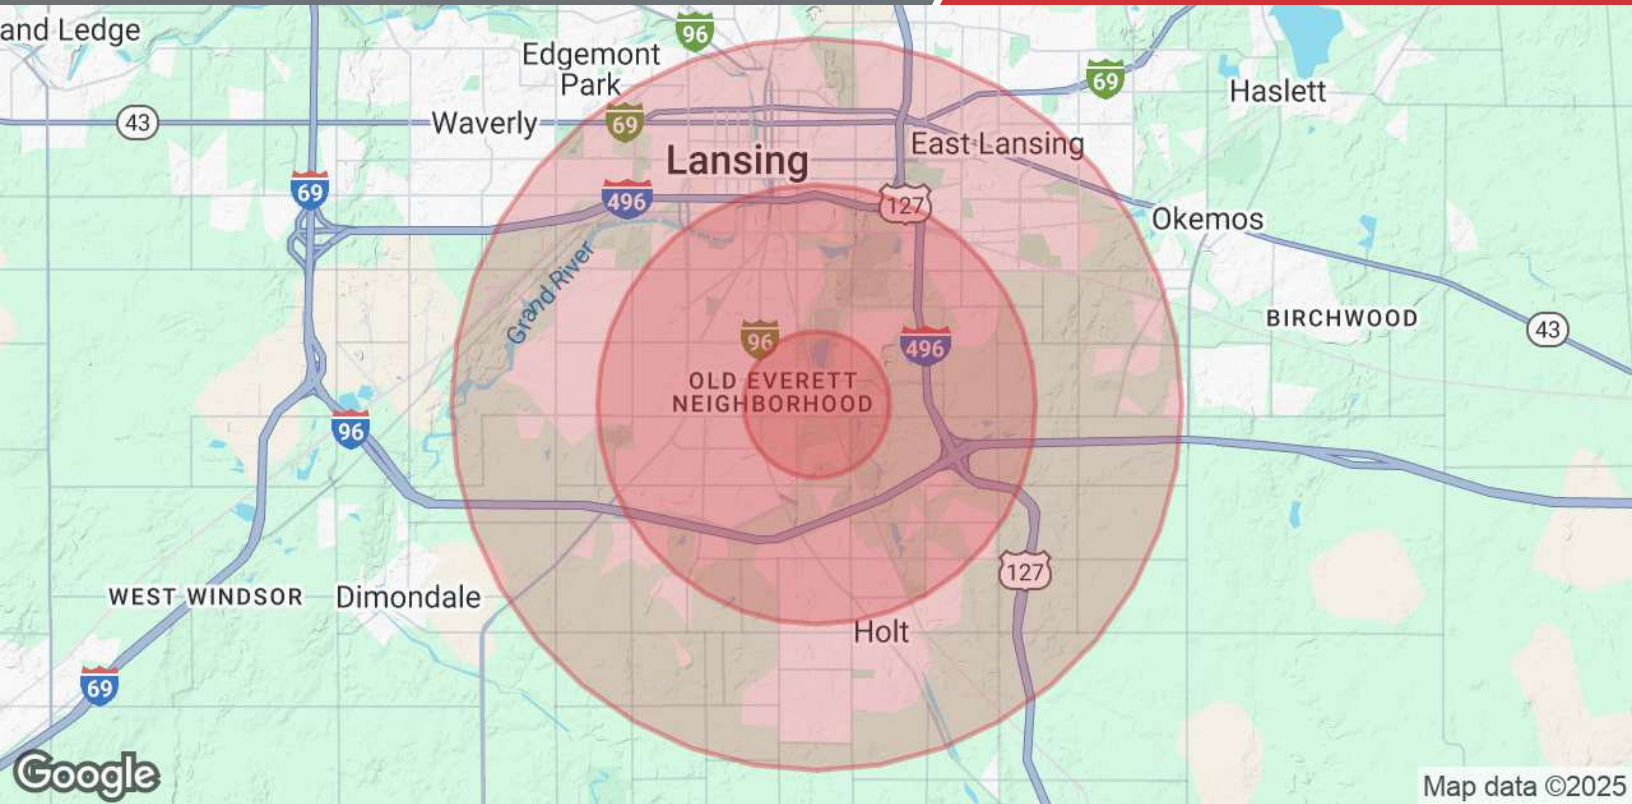 and Ledge
96
Edgemont
Park
69
Haslett
43
Waverly
69
East Lansing
Lansing
69
496
127
Okemos
Grand River
BIRCHWOOD
43
96
496
OLD EVERETT
NEIGHBORHOOD
96
127
WEST WINDSOR
Dimondale
Holt
69
Google
Map data ©2025